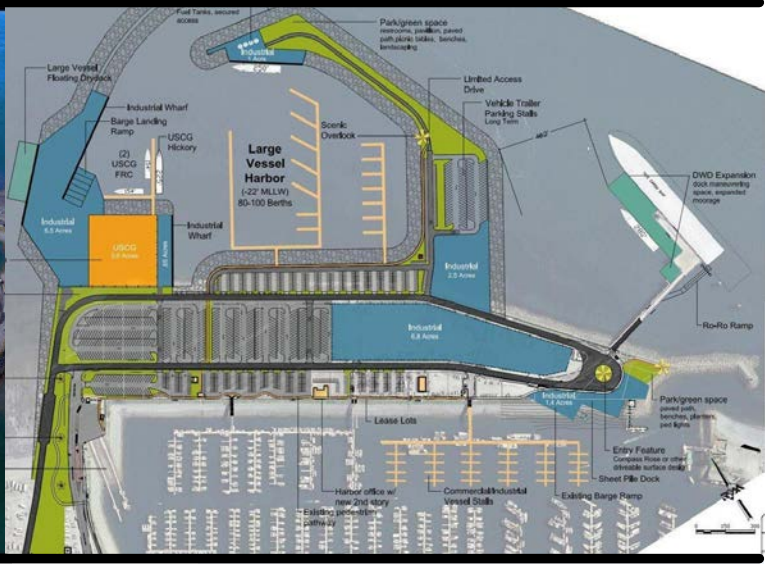 Fuel Tanks, secured
access
Industrial
1 Acre
Park/green space
restrooms, pavilion, paved
path, picnic tables, benches,
landscaping
Large Vessel
Floating Drydock
Limited Access
Drive
Industrial Wharf
Vehicle Trailer
Parking Stalls
Long Term
Barge Landing
Ramp
USCG
Hickory
Scenic
Overlook
(2)
USCG
FRC
Large
Vessel
Harbor
(-22' MLLW)
80-100 Berths
DWD Expansion
dock maneuvering
space, expanded
moorage
Industrial
6.5 Acres
USCG
Industrial
Wharf
Industrial
Ro-Ro Ramp
Industrial
6.8 Acres
Industrial
1.4 Acres
Park/green space
paved path,
benches, planters,
ped lights
Lease Lots
Entry Feature
Compass Rose or other
driveable surface design
Sheet Pile Dock
Harbor office w/
new 2nd story
Commercial/Industrial
Vessel Stalls
Existing Barge Ramp
Existing pedestrian
pathway